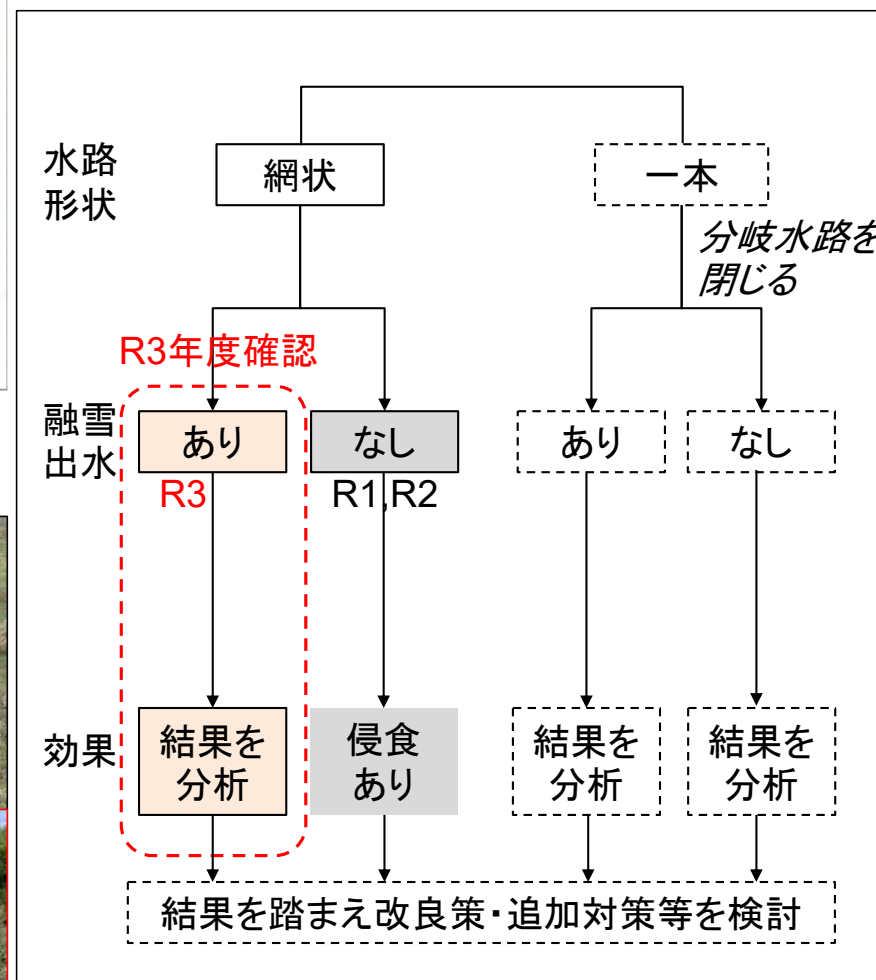 水路
形状
網状
一本
分岐水路を
閉じる
R3年度確認
融雪
出水
あり
なし
あり
なし
R3
R1,R2
効果
結果を
分析
侵食
あり
結果を
分析
結果を
分析
結果を踏まえ改良策・追加対策等を検討